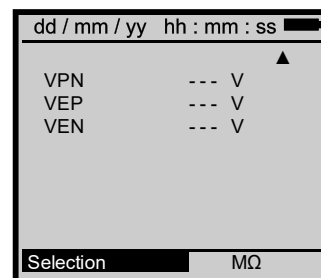 dd / mm / yy hh : mm : ss
VPN --- V
VEP --- V
VEN --- V
Selection MΩ